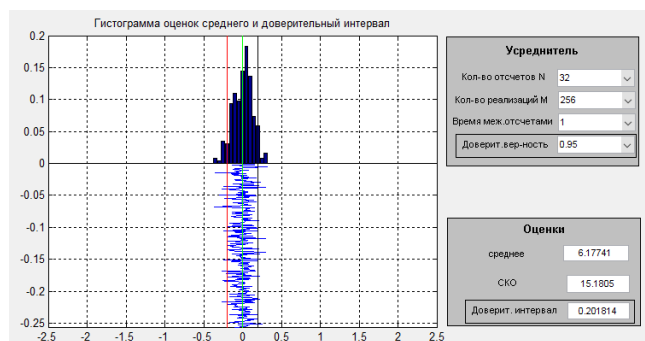 Гистограмма оценок среднего и доверительный интервал
0.2
0.15
0.1
0.05
0
-0.05
-0.1
-0.15
-0.2
-0.25
-2.5 -2 -1.5 -1 -0.5 0 0.5 1 1.5 2 2.5
Усреднитель
Кол-во отсчетов N 32
Кол-во реализаций M 256
Время меж.отсчетами 1
Доверит.вер-ность 0.95
Оценки
среднее 6.17741
СКО 15.1805
Доверит. интервал 0.201814